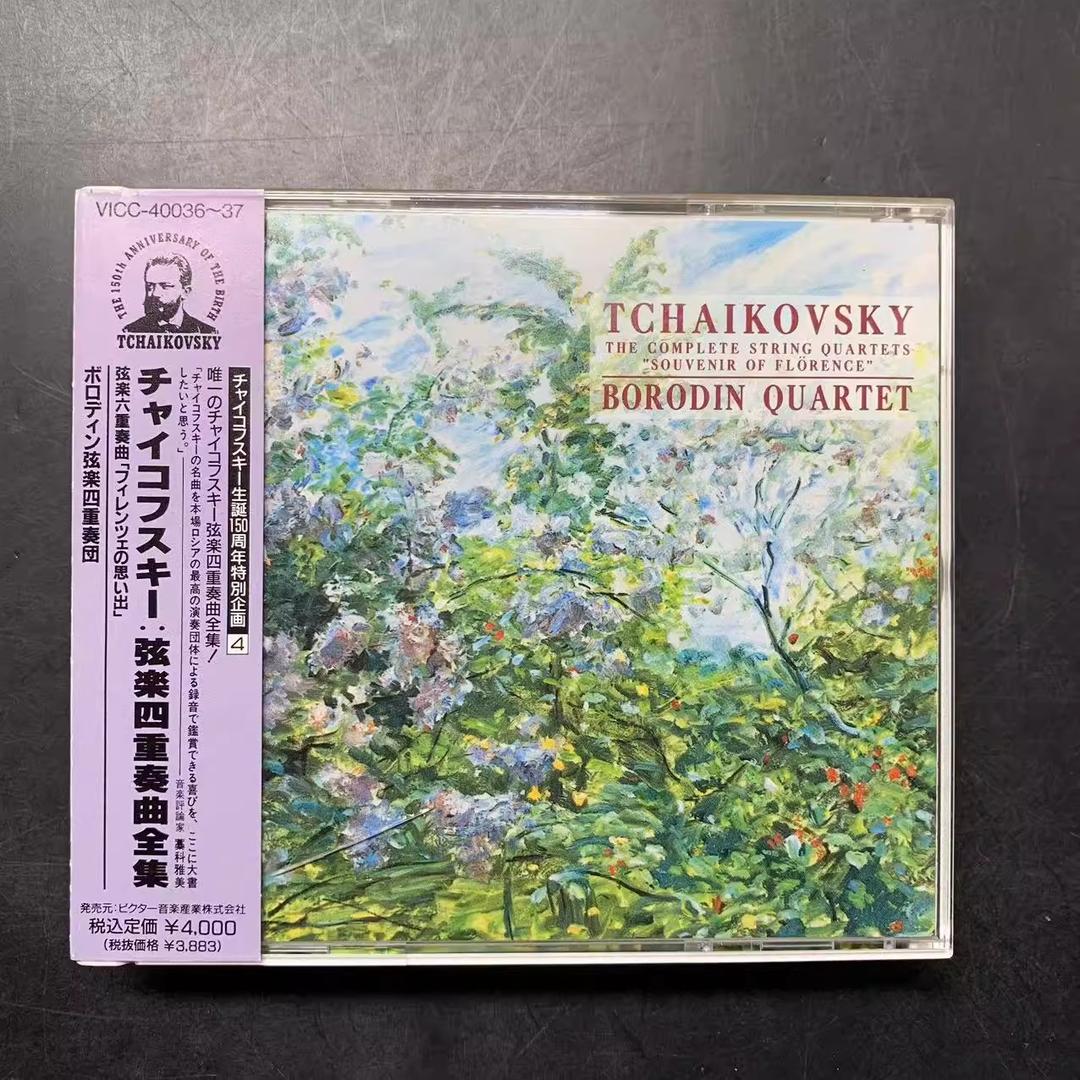 VICC-40036～37
THE 150th ANNIVERSARY OF THE BIRTH
TCHAIKOVSKY
チャイコフスキー生誕150周年特別企画 4
唯一のチャイコフスキー弦楽四重奏曲全集！
「チャイコフスキーの名曲を本場ロシアの最高の演奏団体による録音で鑑賞できる喜びを、ここに大書
したいと思う。」――音楽評論家 藁科雅美
チャイコフスキー：弦楽四重奏曲全集
弦楽六重奏曲「フィレンツェの思い出」
ボロディン弦楽四重奏団
発売元：ビクター音楽産業株式会社
税込定価 ¥4,000
(税抜価格 ¥3,883)
TCHAIKOVSKY
THE COMPLETE STRING QUARTETS
"SOUVENIR OF FLÖRENCE"
BORODIN QUARTET